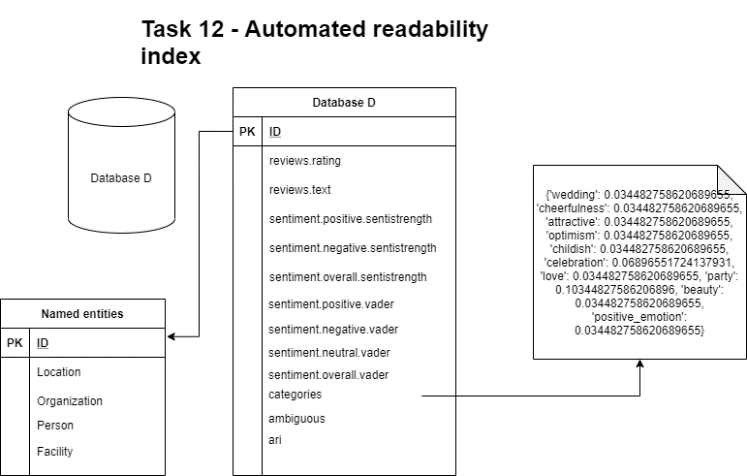 Task 12 - Automated readability
index
Database D
Database D
PK ID
reviews.rating
reviews.text
sentiment.positive.sentistrength
sentiment.negative.sentistrength
sentiment.overall.sentistrength
sentiment.positive.vader
sentiment.negative.vader
sentiment.neutral.vader
sentiment.overall.vader
categories
ambiguous
ari
Named entities
PK ID
Location
Organization
Person
Facility
{'wedding': 0.034482758620689655,
'cheerfulness': 0.034482758620689655,
'attractive': 0.034482758620689655,
'optimism': 0.034482758620689655,
'childish': 0.034482758620689655,
'celebration': 0.06896551724137931,
'love': 0.034482758620689655, 'party':
0.10344827586206896, 'beauty':
0.034482758620689655,
'positive_emotion':
0.034482758620689655}